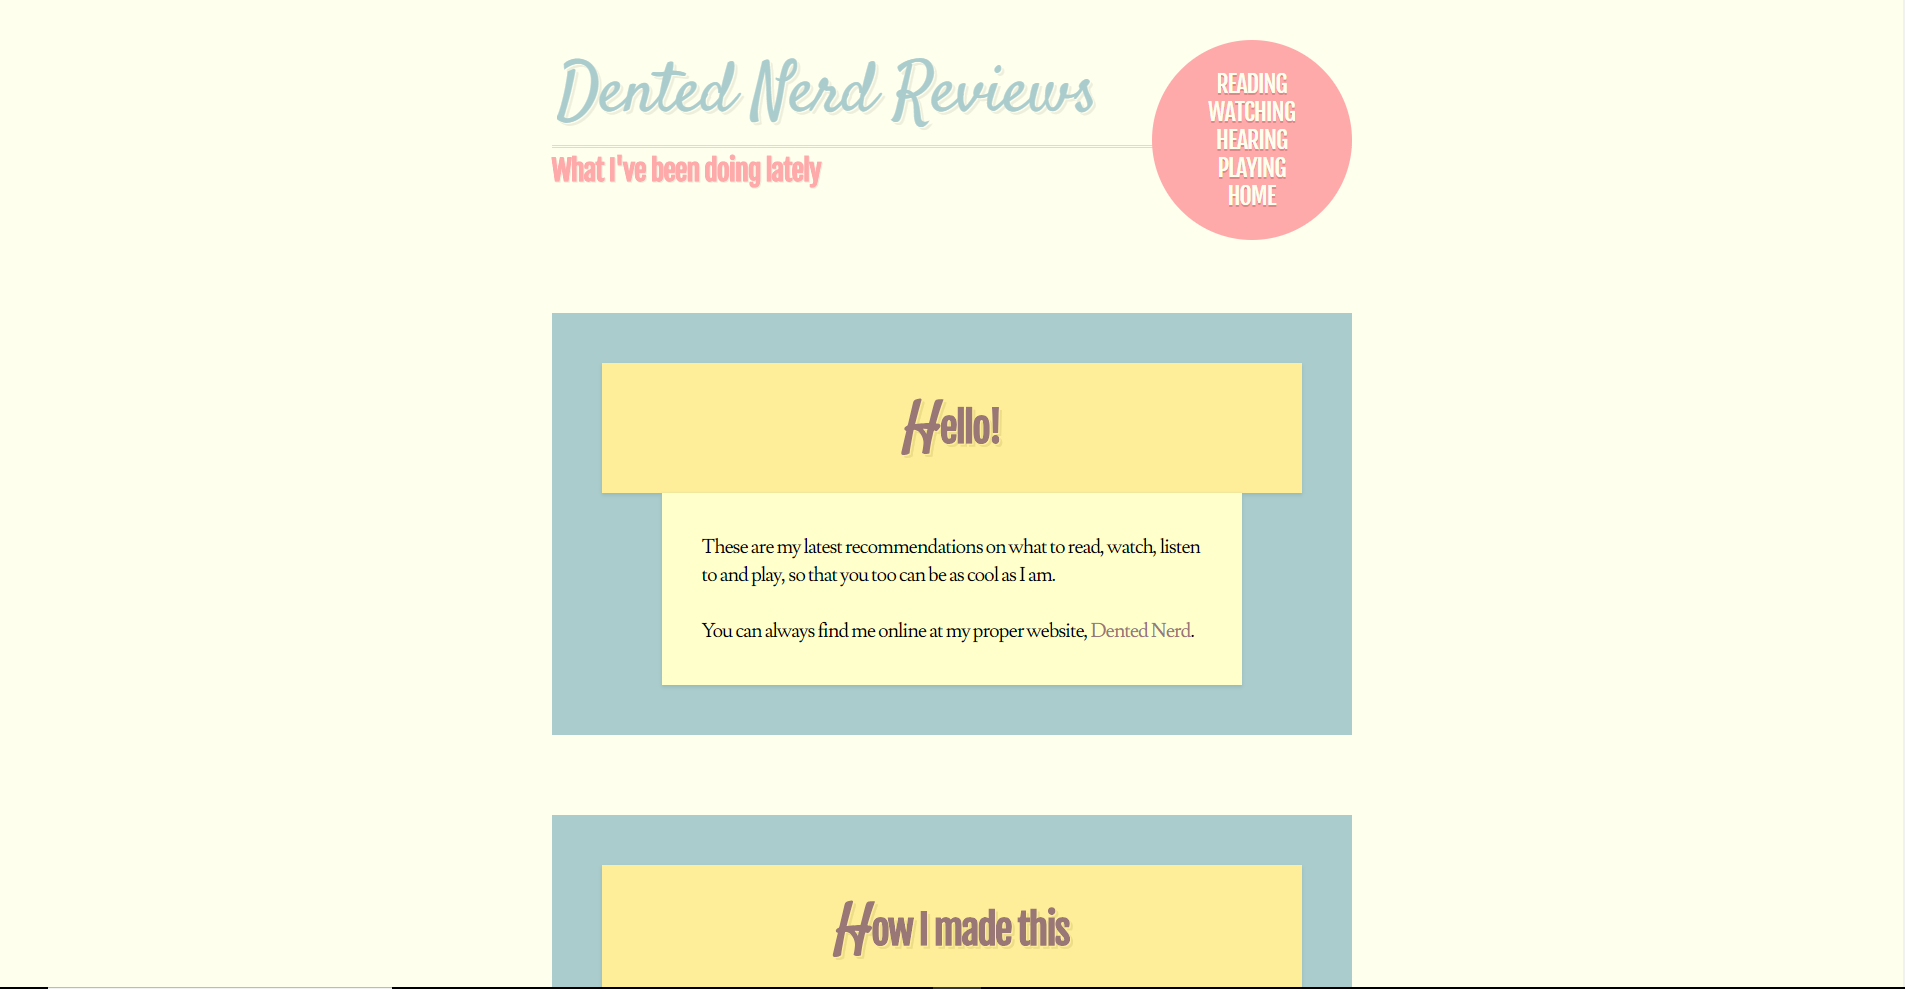 Dented Nerd Reviews
What I've been doing lately
READING
WATCHING
HEARING
PLAYING
HOME
Hello!
These are my latest recommendations on what to read, watch, listen
to and play, so that you too can be as cool as I am.
You can always find me online at my proper website, Dented Nerd.
How I made this